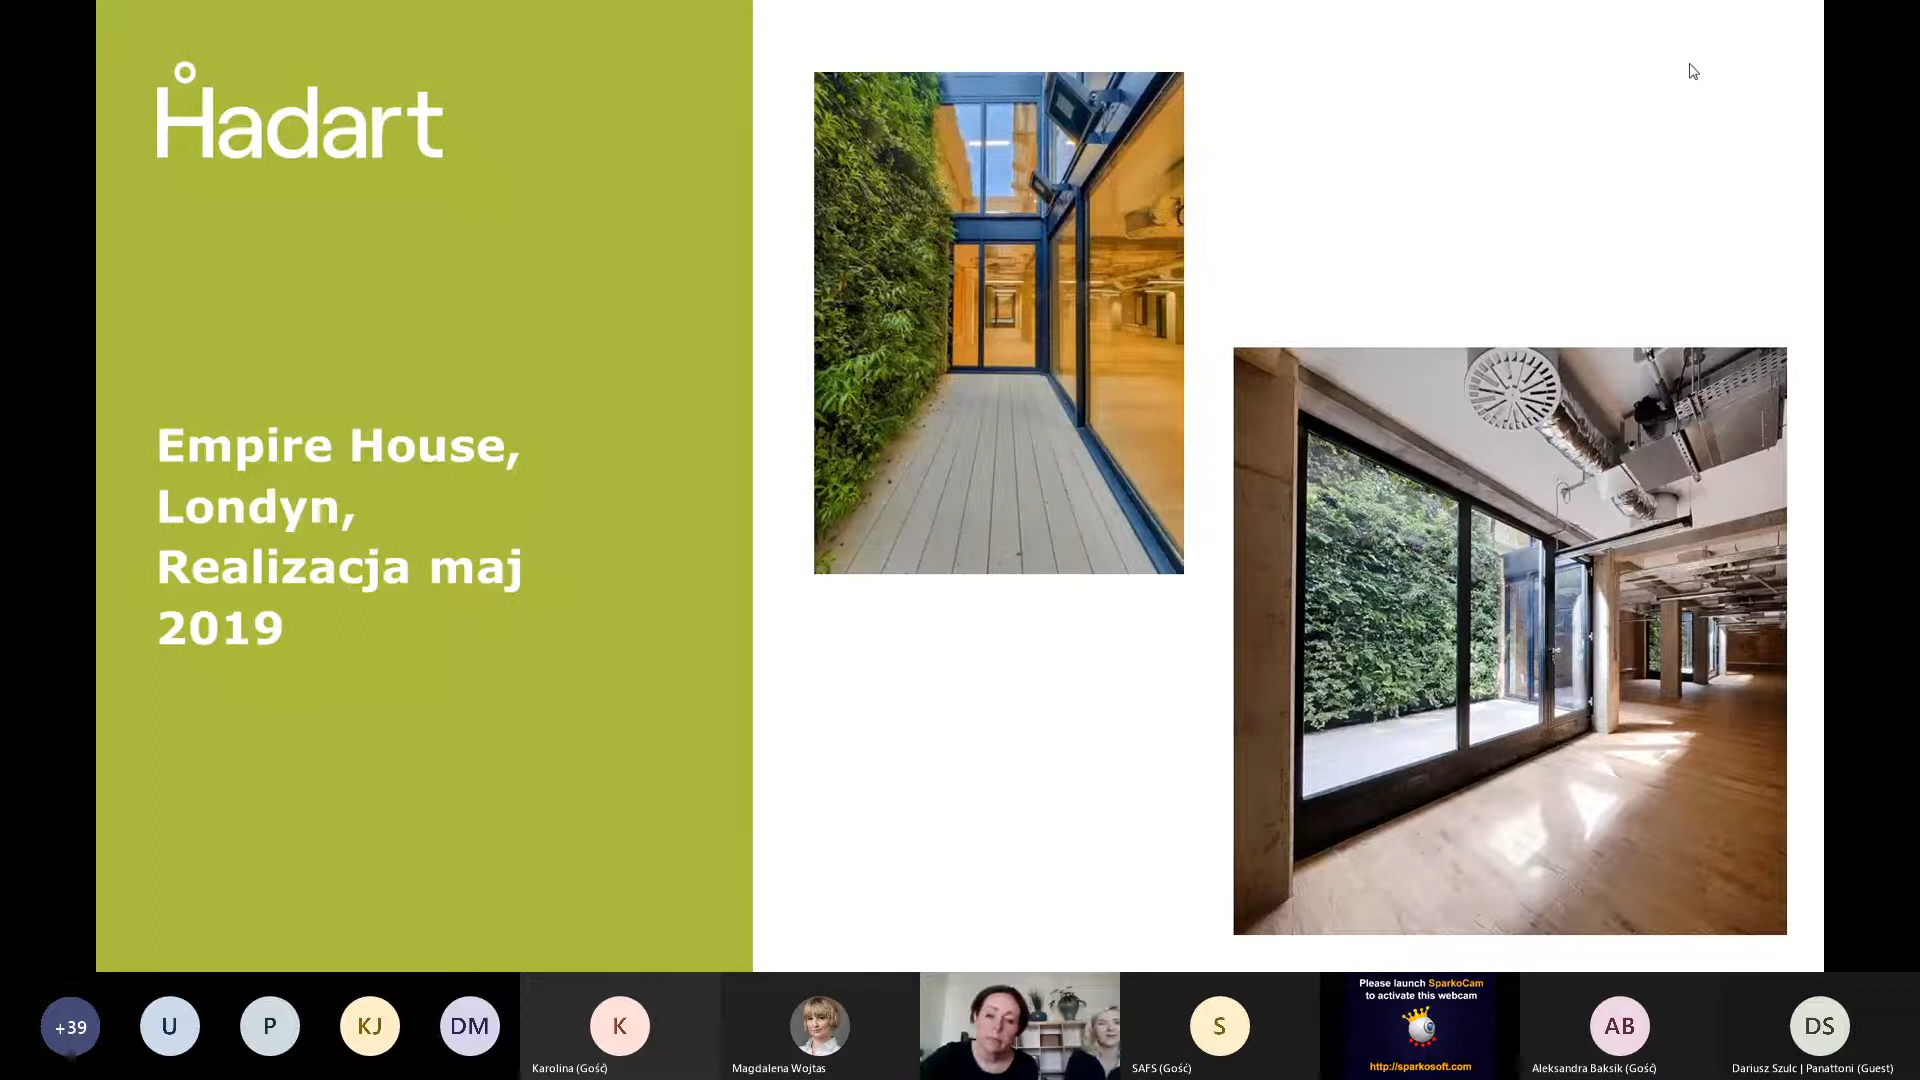 Hadart
Empire House,
Londyn,
Realizacja maj
2019
+39
U
P
KJ
DM
K
Karolina (Gość)
Magdalena Wojtas
S
SAFS (Gość)
Please launch SparkoCam
to activate this webcam
http://sparkosoft.com
AB
Aleksandra Baksik (Gość)
DS
Dariusz Szulc | Panattoni (Guest)